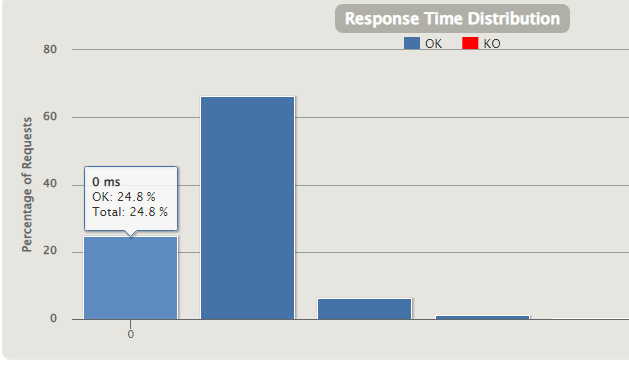 Response Time Distribution
OK KO
80
60
40
20
0
Percentage of Requests
0 ms
OK: 24.8 %
Total: 24.8 %
0